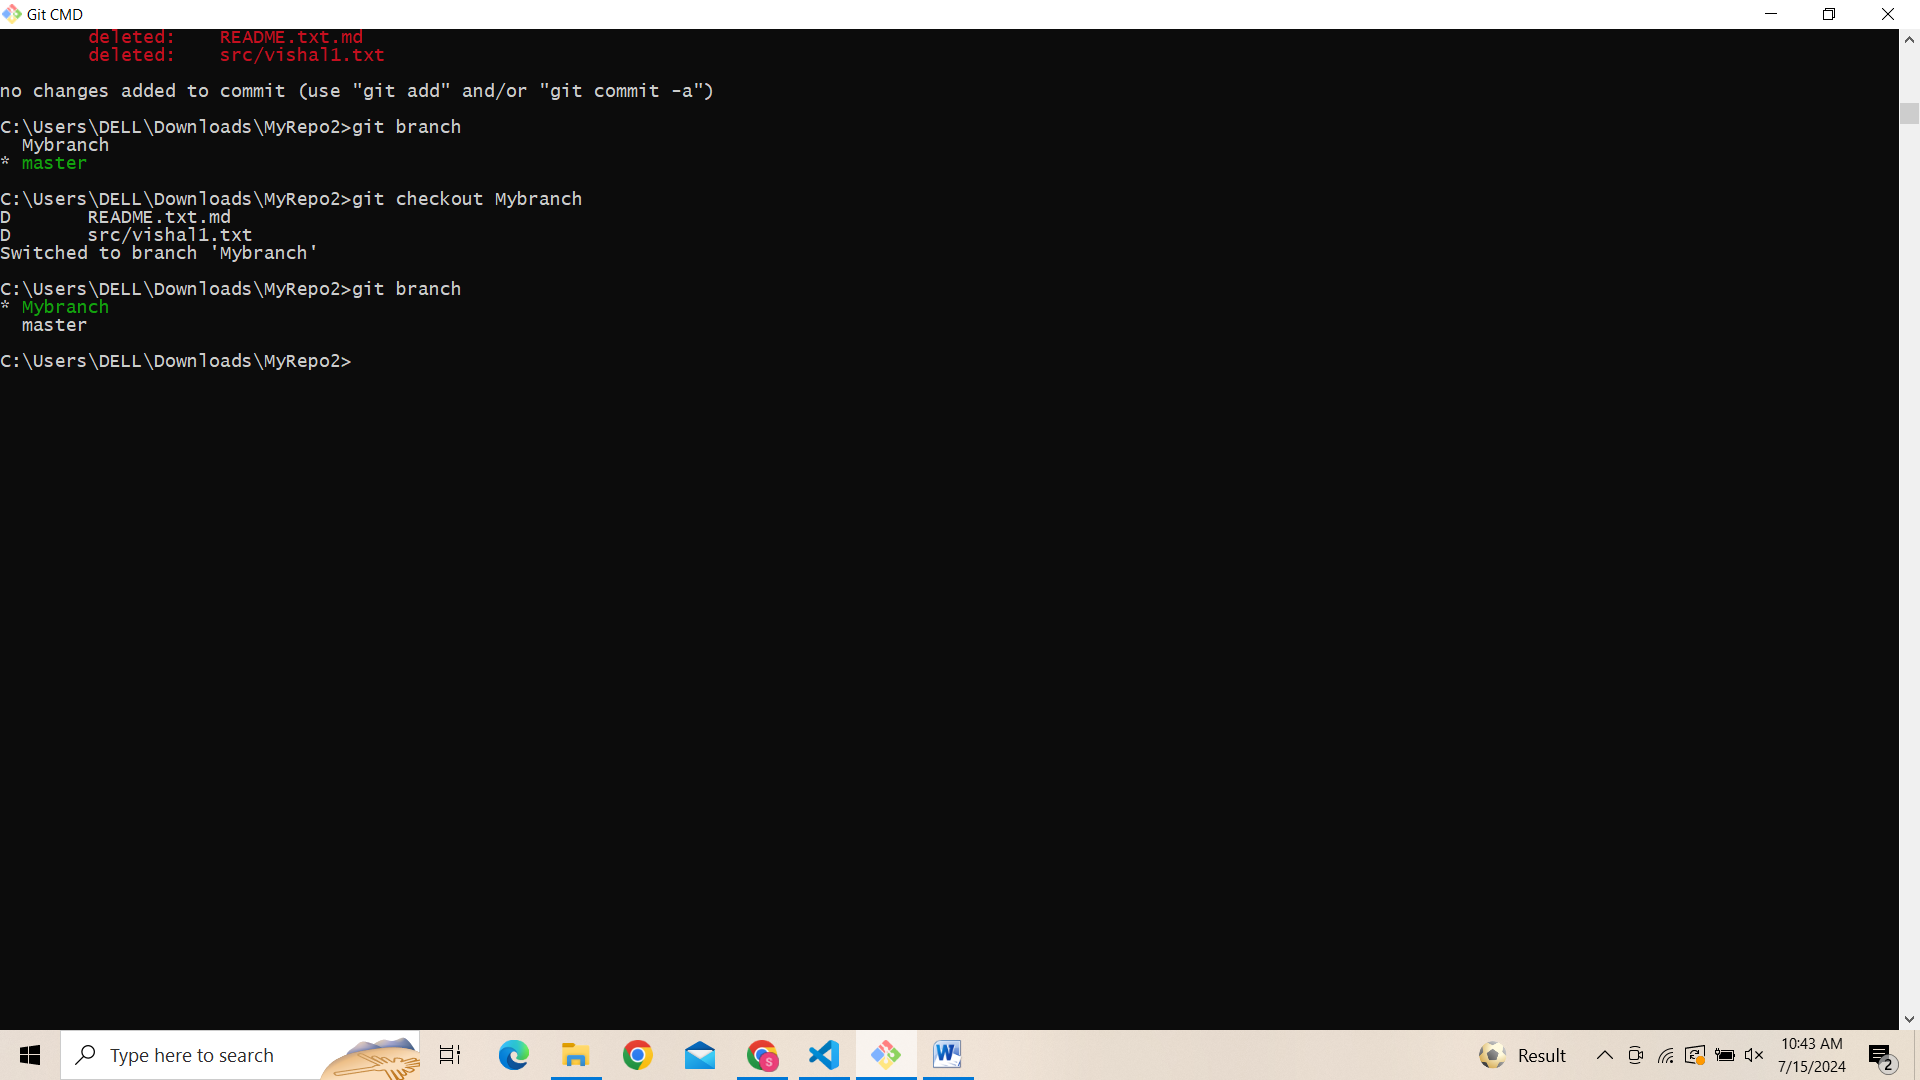 Git CMD
deleted:    README.txt.md
deleted:    src/vishal1.txt
no changes added to commit (use "git add" and/or "git commit -a")
C:\Users\DELL\Downloads\MyRepo2>git branch
Mybranch
* master
C:\Users\DELL\Downloads\MyRepo2>git checkout Mybranch
D       README.txt.md
D       src/vishal1.txt
Switched to branch 'Mybranch'
C:\Users\DELL\Downloads\MyRepo2>git branch
* Mybranch
master
C:\Users\DELL\Downloads\MyRepo2>
Type here to search
S
W
Result
10:43 AM
7/15/2024
2